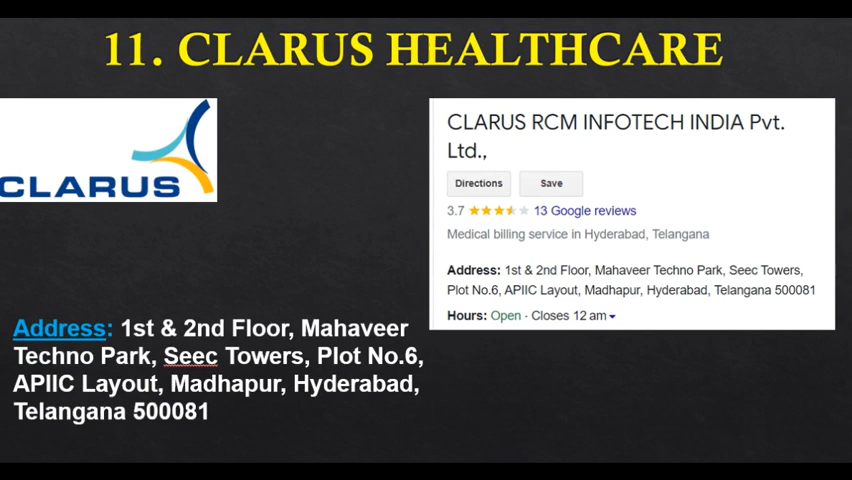 11. CLARUS HEALTHCARE
CLARUS
CLARUS RCM INFOTECH INDIA Pvt.
Ltd.,
Directions Save
3.7 13 Google reviews
Medical billing service in Hyderabad, Telangana
Address: 1st & 2nd Floor, Mahaveer Techno Park, Seec Towers,
Plot No.6, APIIC Layout, Madhapur, Hyderabad, Telangana 500081
Hours: Open · Closes 12 am
Address: 1st & 2nd Floor, Mahaveer
Techno Park, Seec Towers, Plot No.6,
APIIC Layout, Madhapur, Hyderabad,
Telangana 500081